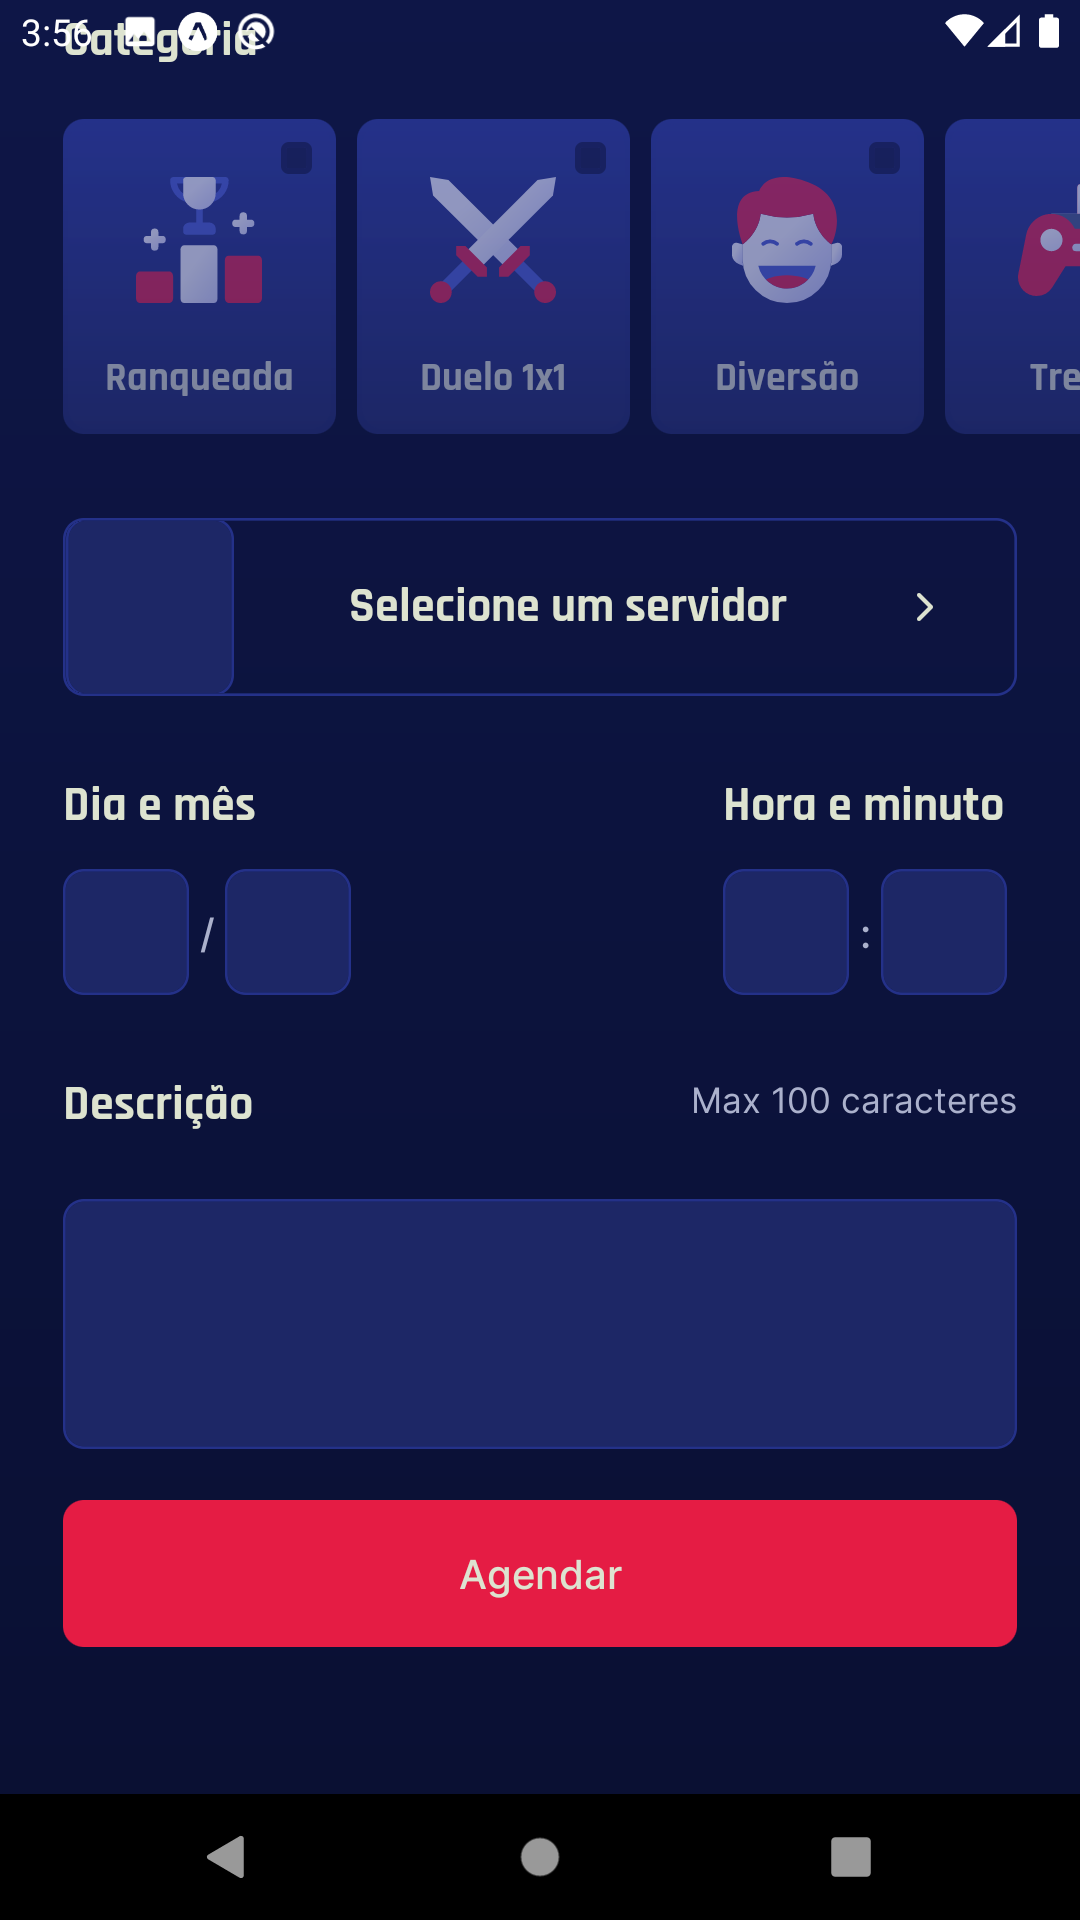 3:56
Categoria
Ranqueada
Duelo 1x1
Diversão
Tre
Selecione um servidor
Dia e mês
Hora e minuto
/
:
Descrição
Max 100 caracteres
Agendar